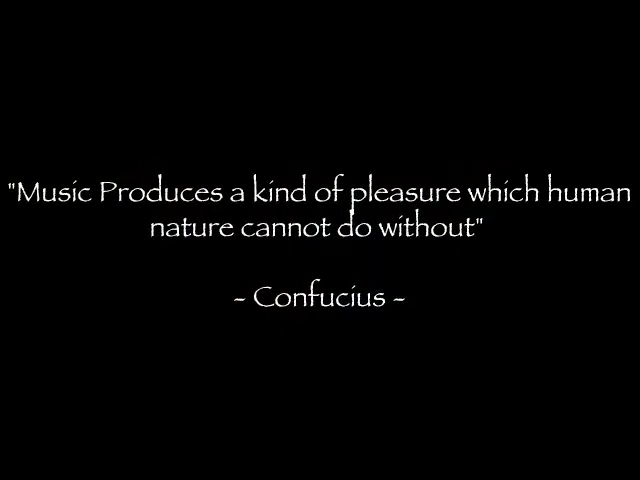 "Music Produces a kind of pleasure which human
nature cannot do without"
~ Confucius ~